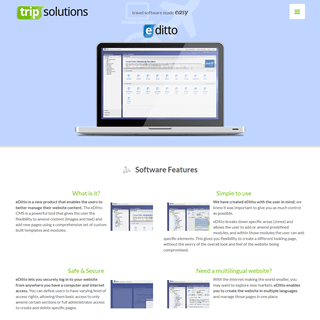 trip solutions
travel software made easy
e ditto
Software Features
What is it?
eDitto is a new product that enables the users to
better manage their website content. The eDitto
CMS is a powerful tool that gives the user the
flexibility to amend content (images and text) and
add new pages using a comprehensive set of custom
built templates and modules.
Simple to use
We have created eDitto with the user in mind; we
knew it was important to give you as much control
as possible.
eDitto breaks down specific areas (zones) and
allows the user to add or amend predefined
modules, and within those modules the user can add
specific elements. This gives you flexibility to create a different looking page,
without the worry of the overall look and feel of the website being
compromised.
Safe & Secure
eDitto lets you securely log in to your website
from anywhere you have a computer and internet
access. You can define users to have varying level of
access rights, allowing them basic access to only
amend certain sections or full administrator access
to create and delete specific pages.
Need a multilingual website?
With the internet making the world smaller, you
may want to explore new markets. eDitto enables
you to create the website in multiple languages
and manage those pages in one place.